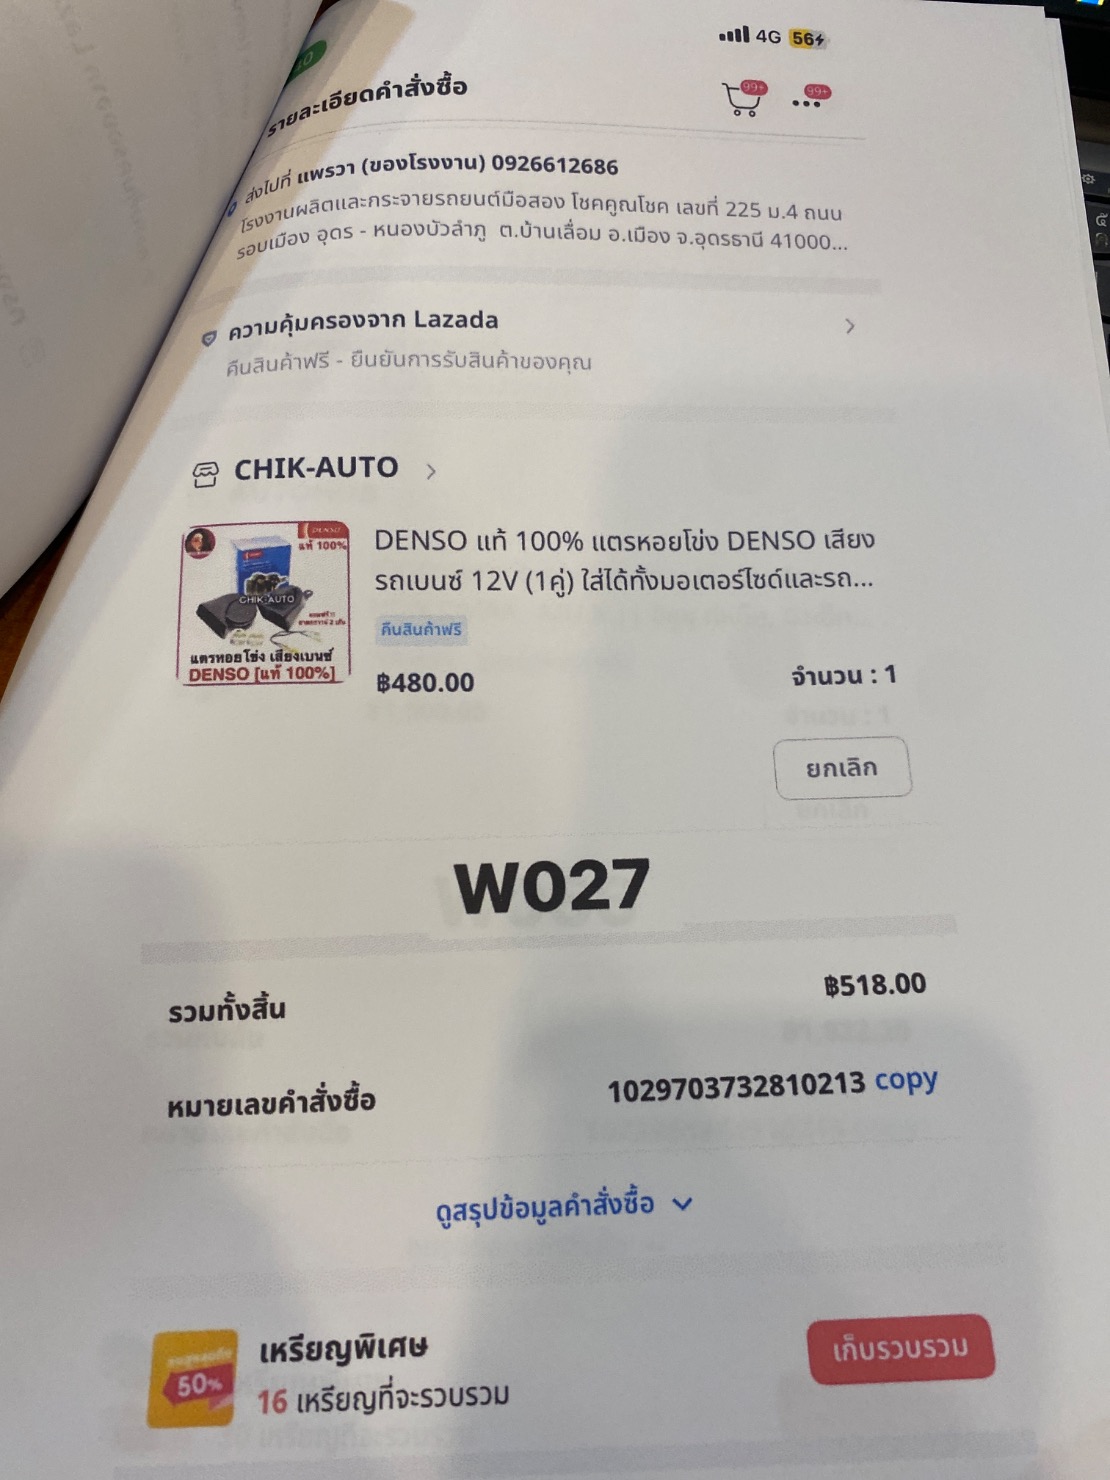 4G 56
รายละเอียดคำสั่งซื้อ
99+
99+
ส่งไปที่ แพรวา (ของโรงงาน) 0926612686
โรงงานผลิตและกระจายรถยนต์มือสอง โชคคูณโชค เลขที่ 225 ม.4 ถนน
รอบเมือง อุดร - หนองบัวลำภู ต.บ้านเลื่อม อ.เมือง จ.อุดรธานี 41000...
ความคุ้มครองจาก Lazada
คืนสินค้าฟรี - ยืนยันการรับสินค้าของคุณ
CHIK-AUTO
DENSO
แท้ 100%
CHIK-AUTO
แตรหอยโข่ง เสียงเบนซ์
DENSO [แท้ 100%]
DENSO แท้ 100% แตรหอยโข่ง DENSO เสียง
รถเบนซ์ 12V (1คู่) ใส่ได้ทั้งมอเตอร์ไซด์และรถ...
คืนสินค้าฟรี
฿480.00
จำนวน : 1
ยกเลิก
W027
รวมทั้งสิ้น ฿518.00
หมายเลขคำสั่งซื้อ 1029703732810213 copy
ดูสรุปข้อมูลคำสั่งซื้อ
50%
เหรียญพิเศษ
16 เหรียญที่จะรวบรวม
เก็บรวบรวม